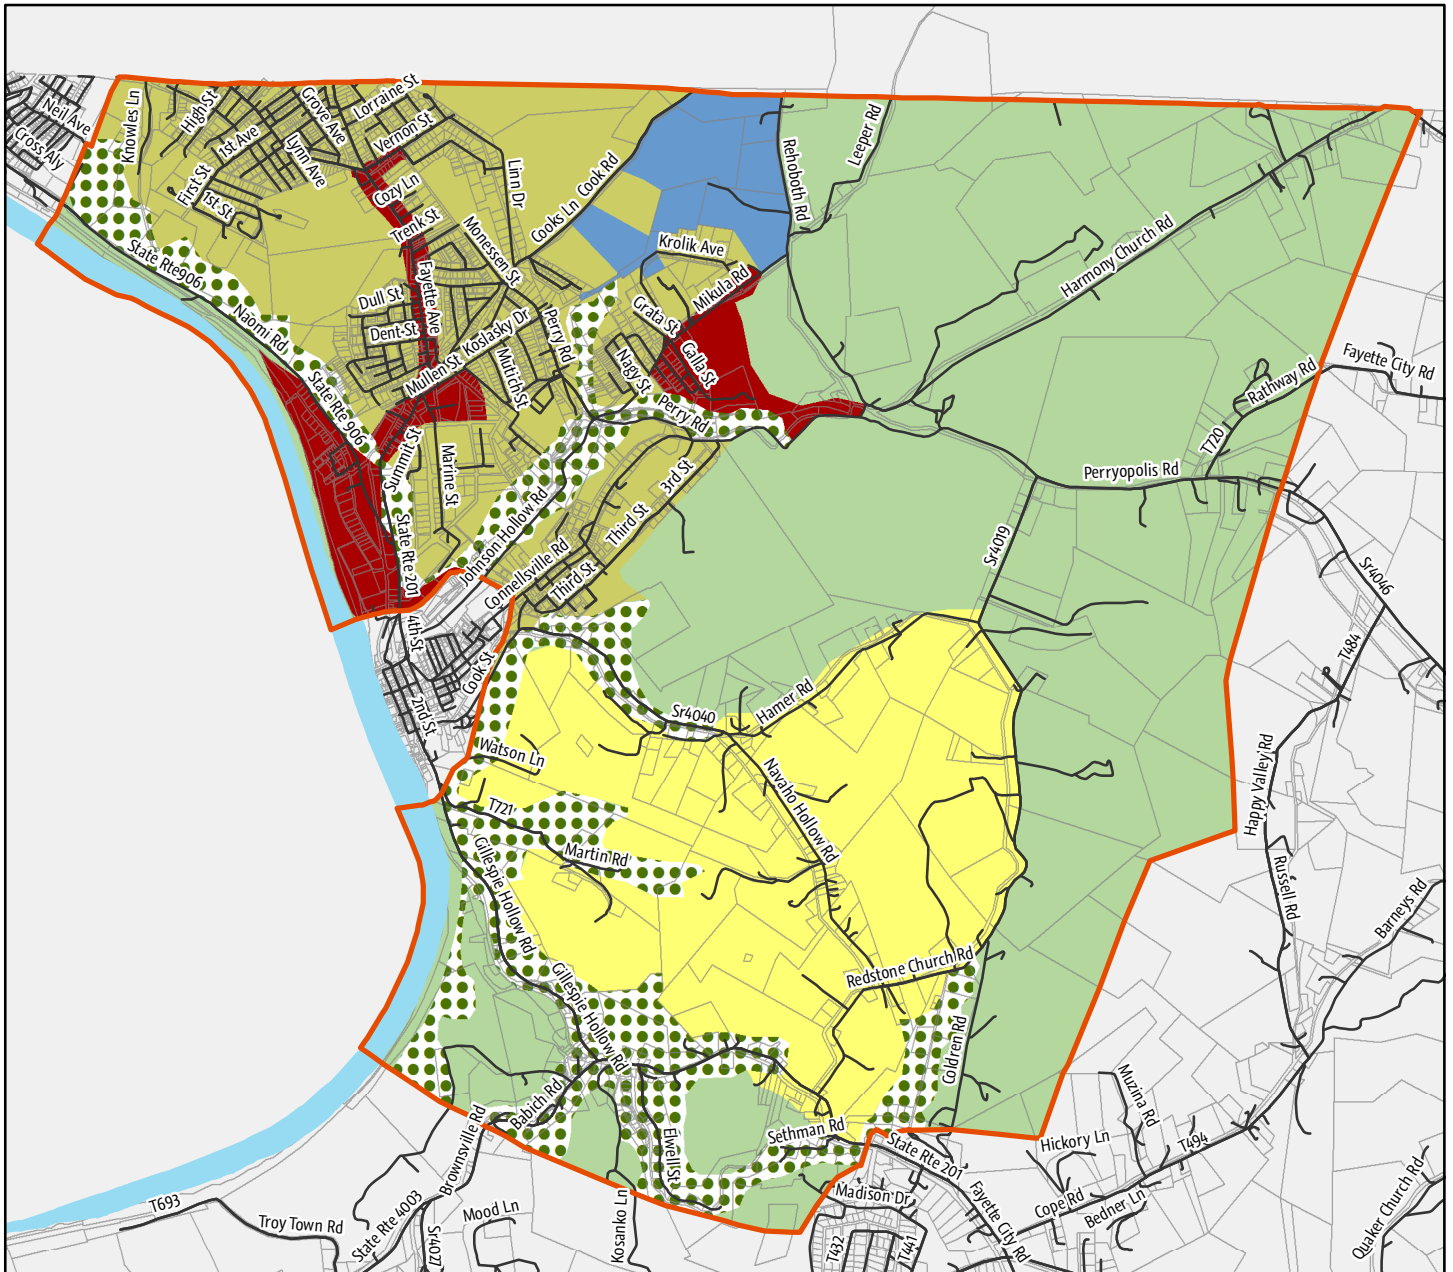 Neil Ave
Cross Aly
Knowles Ln
High St
1st Ave
First St
1st St
Grove Ave
Lynn Ave
Lorraine St
Vernon St
Cozy Ln
Trenk St
Linn Dr
Monessen St
Cooks Ln
Cook Rd
Krolik Ave
Mikula Rd
Rehoboth Rd
Leeper Rd
Harmony Church Rd
State Rte906
Naomi Rd
Dull St
Dent St
Fayette Ave
Koslasky Dr
Mullen St
Mutich St
Perry Rd
Grata St
Galla St
Nagy St
Perry Rd
State Rte 906
Summit St
Marine St
State Rte 201
Johnson Hollow Rd
Connellsville Rd
Third St
Third St
3rd St
Perryopolis Rd
T720
Rathway Rd
Fayette City Rd
Sr4019
Sr4046
T484
4th St
Cook St
2nd St
Sr4040
Hamer Rd
Watson Ln
T721
Martin Rd
Navaho Hollow Rd
Happy Valley Rd
Russell Rd
Barneys Rd
Gillespie Hollow Rd
Gillespie Hollow Rd
Redstone Church Rd
Coldren Rd
Babich Rd
Elwell St
Sethman Rd
State Rte 201
Muzina Rd
Hickory Ln
T494
Cope Rd
Bedner Ln
Quaker Church Rd
Madison Dr
Fayette City Rd
T432
T441
T693
Troy Town Rd
State Rte 4003
Brownsville Rd
Sr4027
Mood Ln
Kosanko Ln